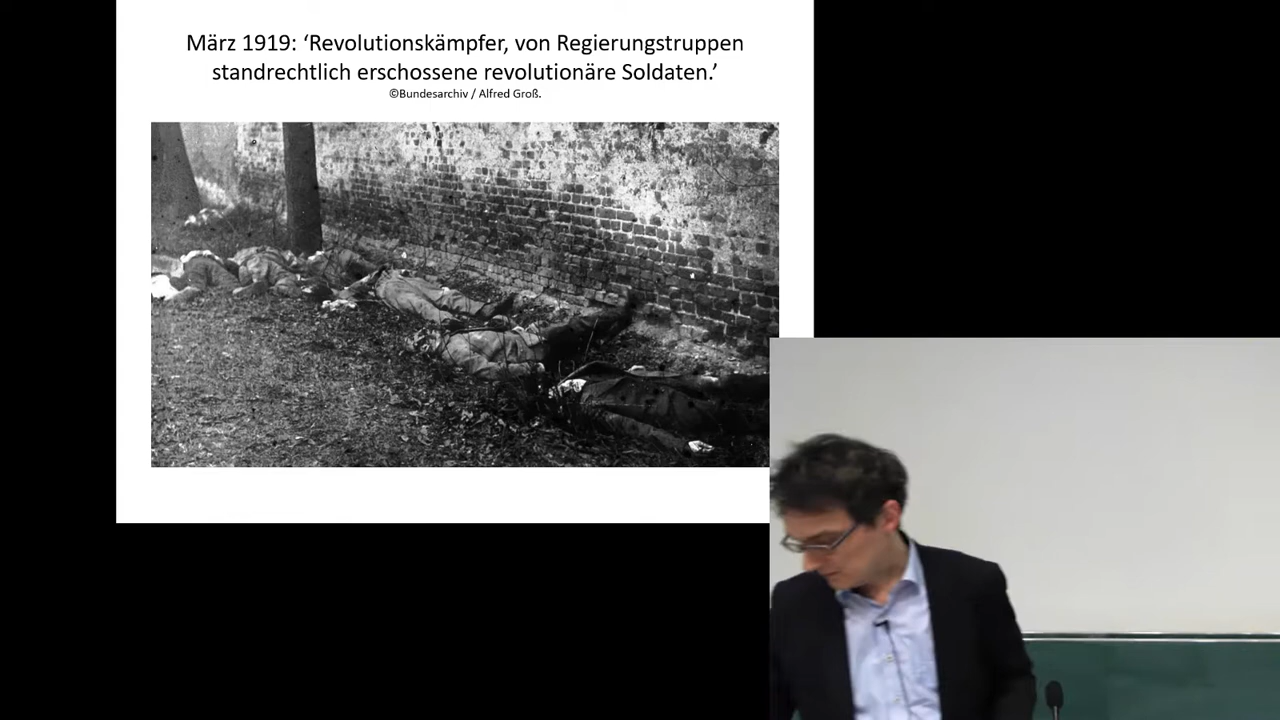 März 1919: ‘Revolutionskämpfer, von Regierungstruppen
standrechtlich erschossene revolutionäre Soldaten.’
©Bundesarchiv / Alfred Groß.